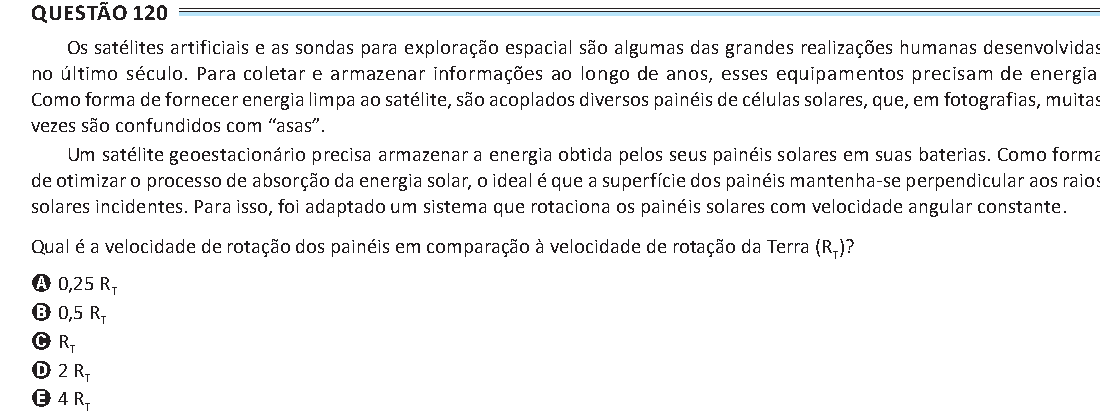 QUESTÃO 120
Os satélites artificiais e as sondas para exploração espacial são algumas das grandes realizações humanas desenvolvidas
no último século. Para coletar e armazenar informações ao longo de anos, esses equipamentos precisam de energia
Como forma de fornecer energia limpa ao satélite, são acoplados diversos painéis de células solares, que, em fotografias, muitas
vezes são confundidos com “asas”.
Um satélite geoestacionário precisa armazenar a energia obtida pelos seus painéis solares em suas baterias. Como forma
de otimizar o processo de absorção da energia solar, o ideal é que a superfície dos painéis mantenha-se perpendicular aos raios
solares incidentes. Para isso, foi adaptado um sistema que rotaciona os painéis solares com velocidade angular constante.
Qual é a velocidade de rotação dos painéis em comparação à velocidade de rotação da Terra (R_T)?
A 0,25 R_T
B 0,5 R_T
C R_T
D 2 R_T
E 4 R_T